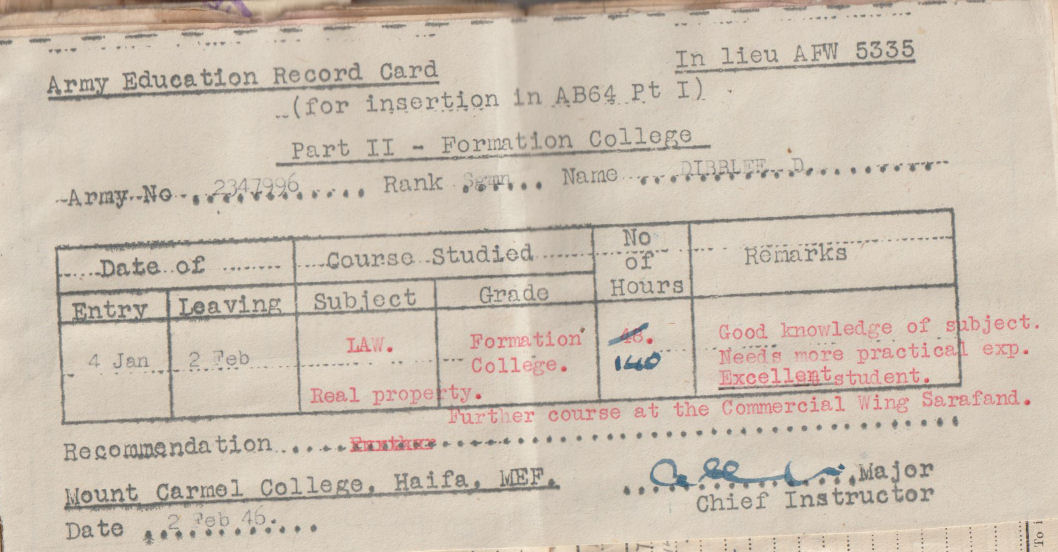 Army Education Record Card In lieu AFW 5335
(for insertion in AB64 Pt I)
Part II - Formation College
Army No 2347996 Rank Sgmn Name DIBBLEE D.
Date of Course Studied No of Hours Remarks
Entry Leaving Subject Grade
4 Jan 2 Feb LAW. Formation 48. Good knowledge of subject.
College. 140 Needs more practical exp.
Real property. Excellent student.
Further course at the Commercial Wing Sarafand.
Recommendation Further
Mount Carmel College, Haifa, MEF. Major
Chief Instructor
Date 2 Feb 46.
To i